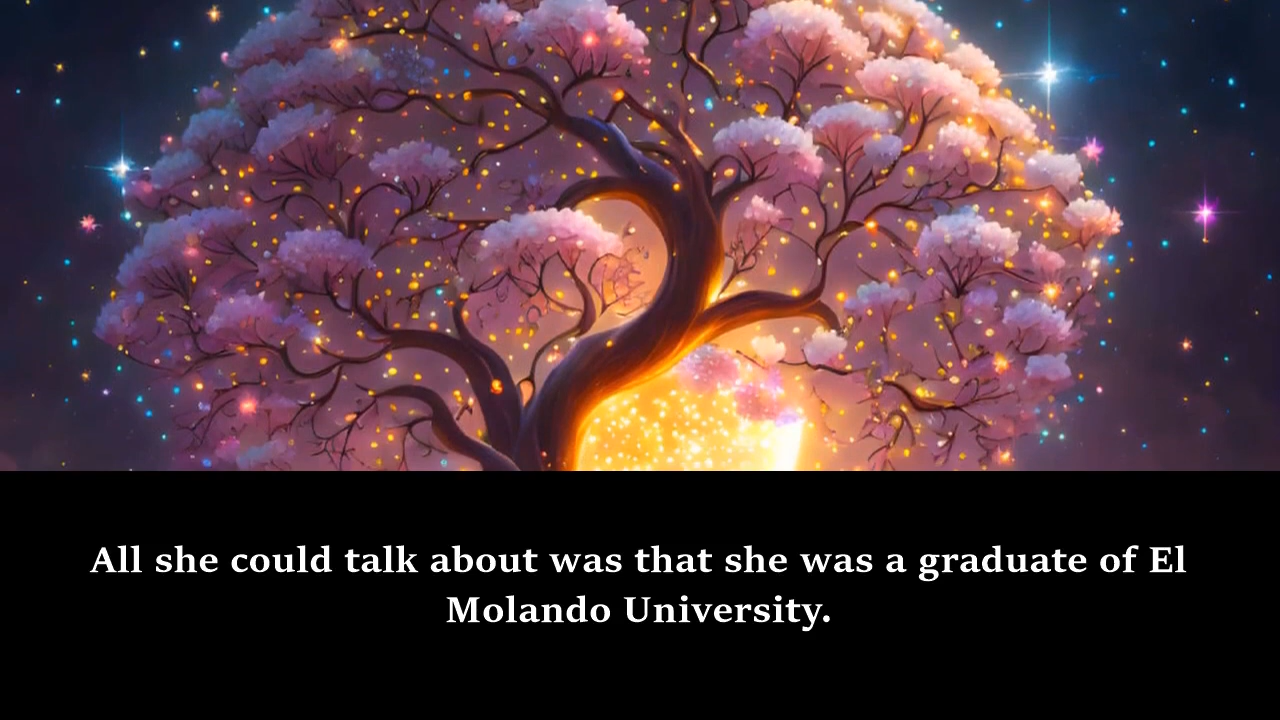 All she could talk about was that she was a graduate of El
Molando University.